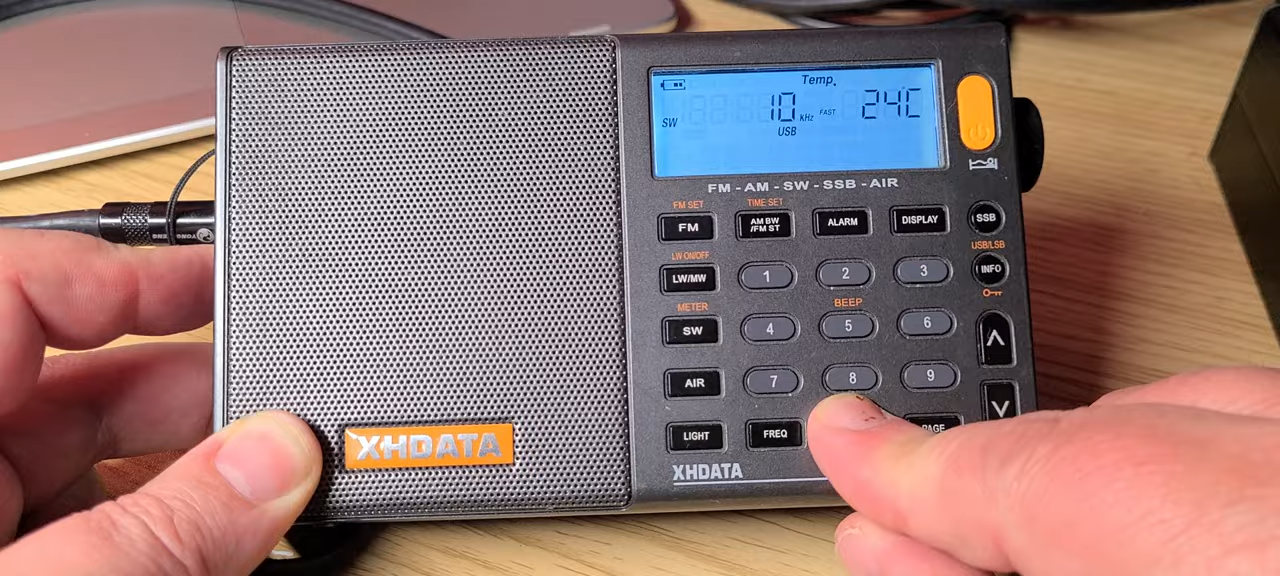 Temp.
SW 10 KHz FAST 24C
USB
FM - AM - SW - SSB - AIR
FM SET TIME SET
FM AM BW /FM ST ALARM DISPLAY SSB
LW ON/OFF USB/LSB
LW/MW 1 2 3 INFO
METER BEEP
SW 4 5 6
AIR 7 8 9
LIGHT FREQ PAGE
XHDATA
XHDATA